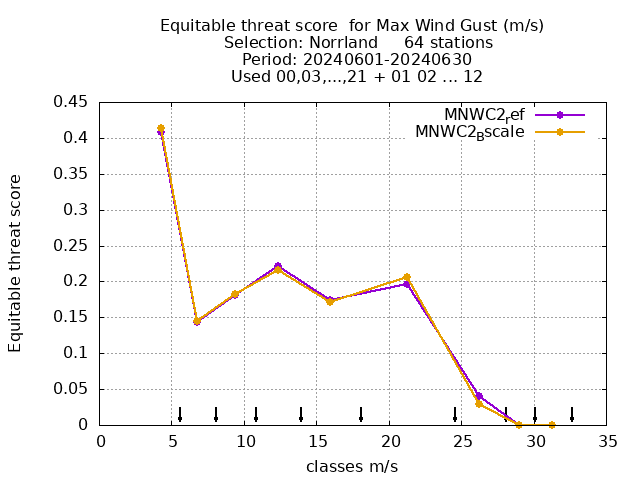 Equitable threat score  for Max Wind Gust (m/s)
Selection: Norrland     64 stations
Period: 20240601-20240630
Used 00,03,...,21 + 01 02 ... 12
MNWC2ref
MNWC2Bscale
Equitable threat score
0.45
0.4
0.35
0.3
0.25
0.2
0.15
0.1
0.05
0
0 5 10 15 20 25 30 35
classes m/s